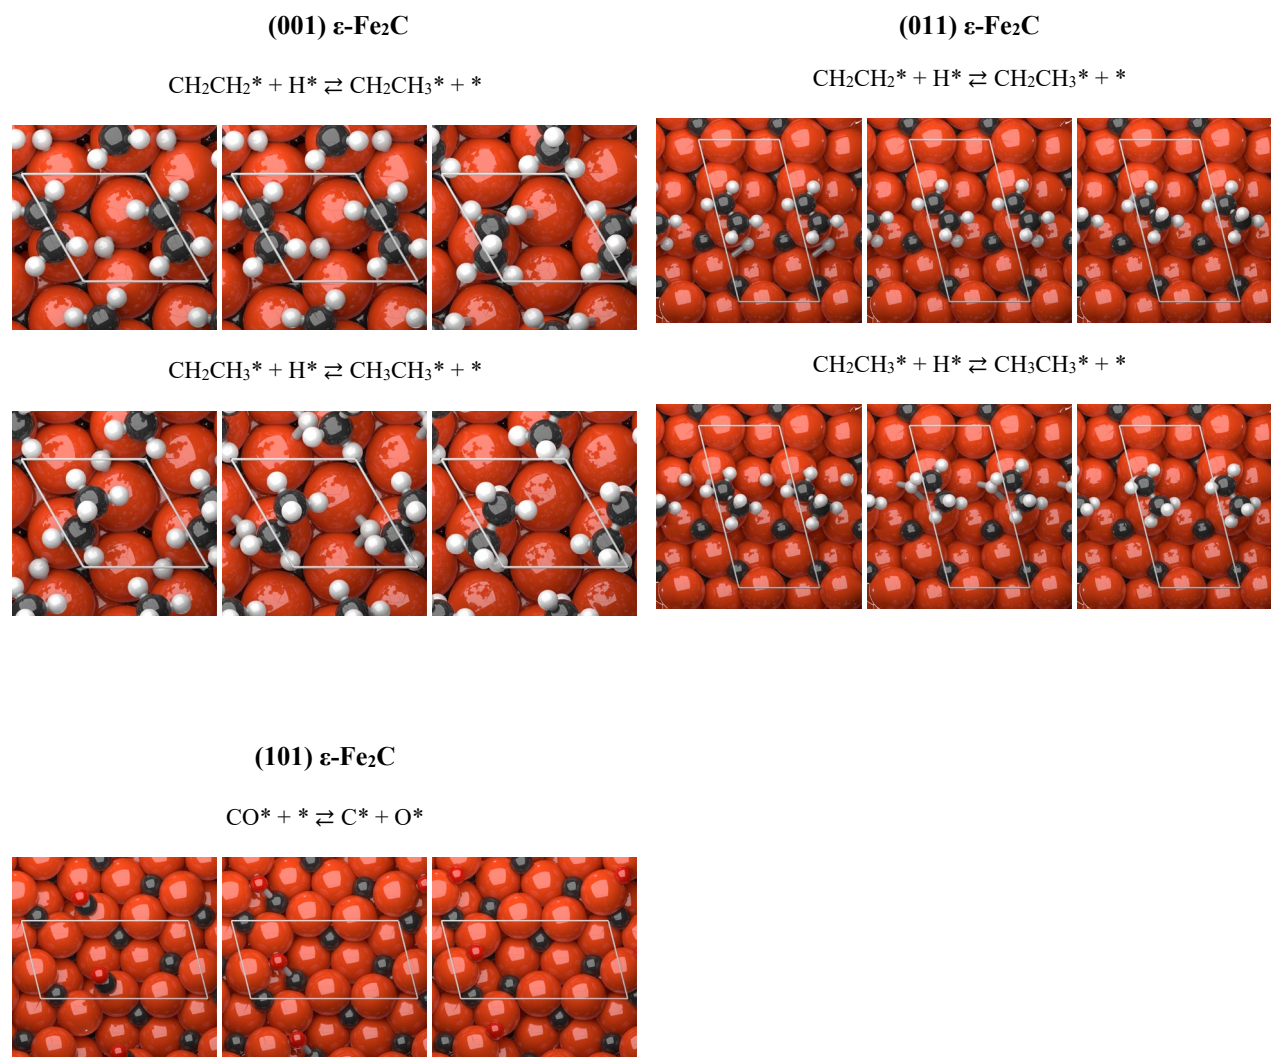 (001) ε-Fe₂C
CH₂CH₂* + H* ⇄ CH₂CH₃* + *
CH₂CH₃* + H* ⇄ CH₃CH₃* + *
(011) ε-Fe₂C
CH₂CH₂* + H* ⇄ CH₂CH₃* + *
CH₂CH₃* + H* ⇄ CH₃CH₃* + *
(101) ε-Fe₂C
CO* + * ⇄ C* + O*